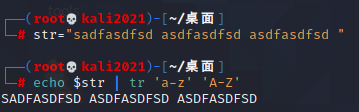 ┌──(root💀kali2021)-[~/桌面]
└─# str="sadfasdfsd asdfasdfsd asdfasdfsd "
┌──(root💀kali2021)-[~/桌面]
└─# echo $str | tr 'a-z' 'A-Z'
SADFASDFSD ASDFASDFSD ASDFASDFSD